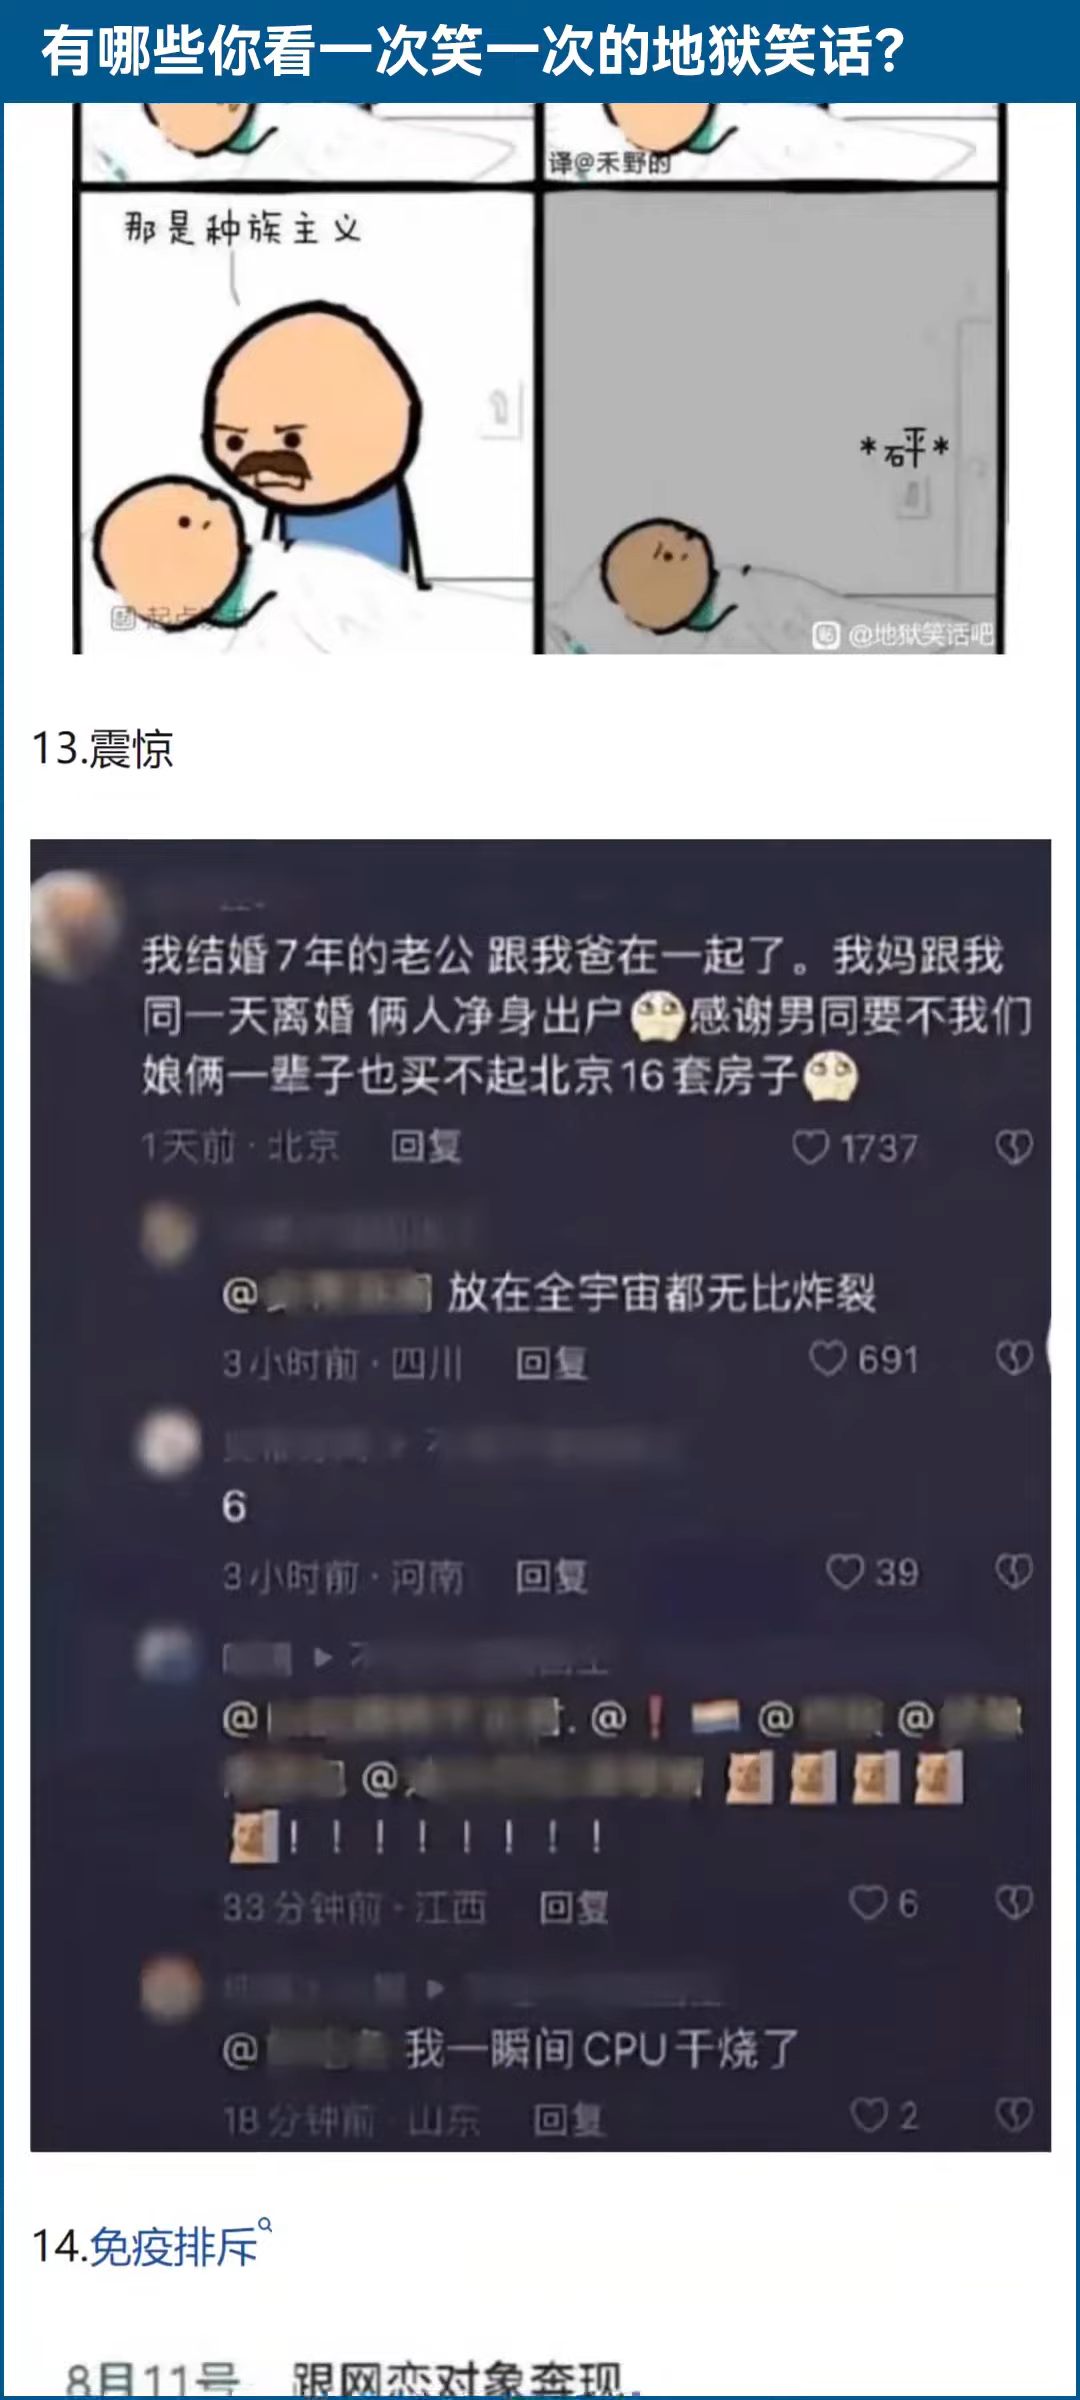 有哪些你看一次笑一次的地狱笑话?
译@禾野的
那是种族主义
*砰*
@地狱笑话吧
13.震惊
我结婚7年的老公 跟我爸在一起了。我妈跟我
同一天离婚 俩人净身出户 感谢男同要不我们
娘俩一辈子也买不起北京16套房子
1天前·北京 回复 1737
@ 放在全宇宙都无比炸裂
3小时前·四川 回复 691
6
3小时前·河南 回复 39
@ . @❗ @ @
@
! ! ! ! ! ! ! !
33分钟前·江西 回复 6
@ 我一瞬间CPU干烧了
18分钟前·山东 回复 2
14.免疫排斥
8月11号 跟网恋对象奔现.